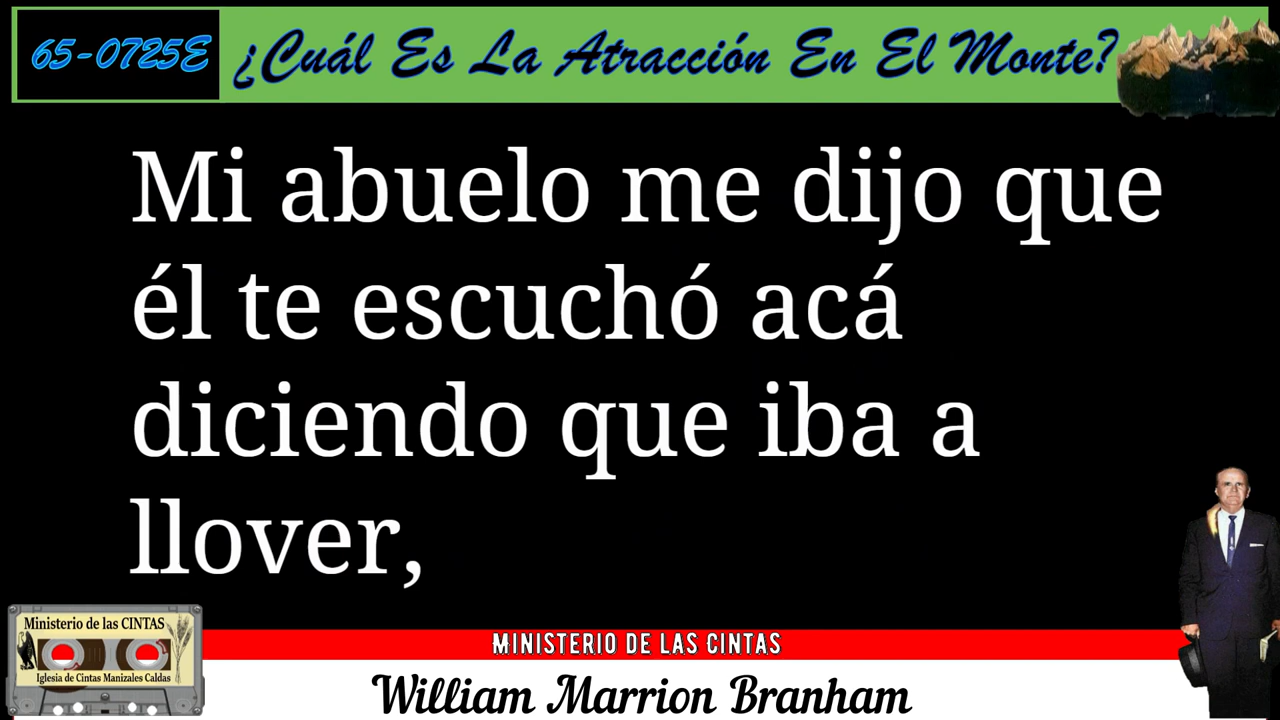 65-0725E ¿Cuál Es La Atracción En El Monte?
Mi abuelo me dijo que
él te escuchó acá
diciendo que iba a
llover,
Ministerio de las CINTAS
Iglesia de Cintas Manizales Caldas
MINISTERIO DE LAS CINTAS
William Marrion Branham